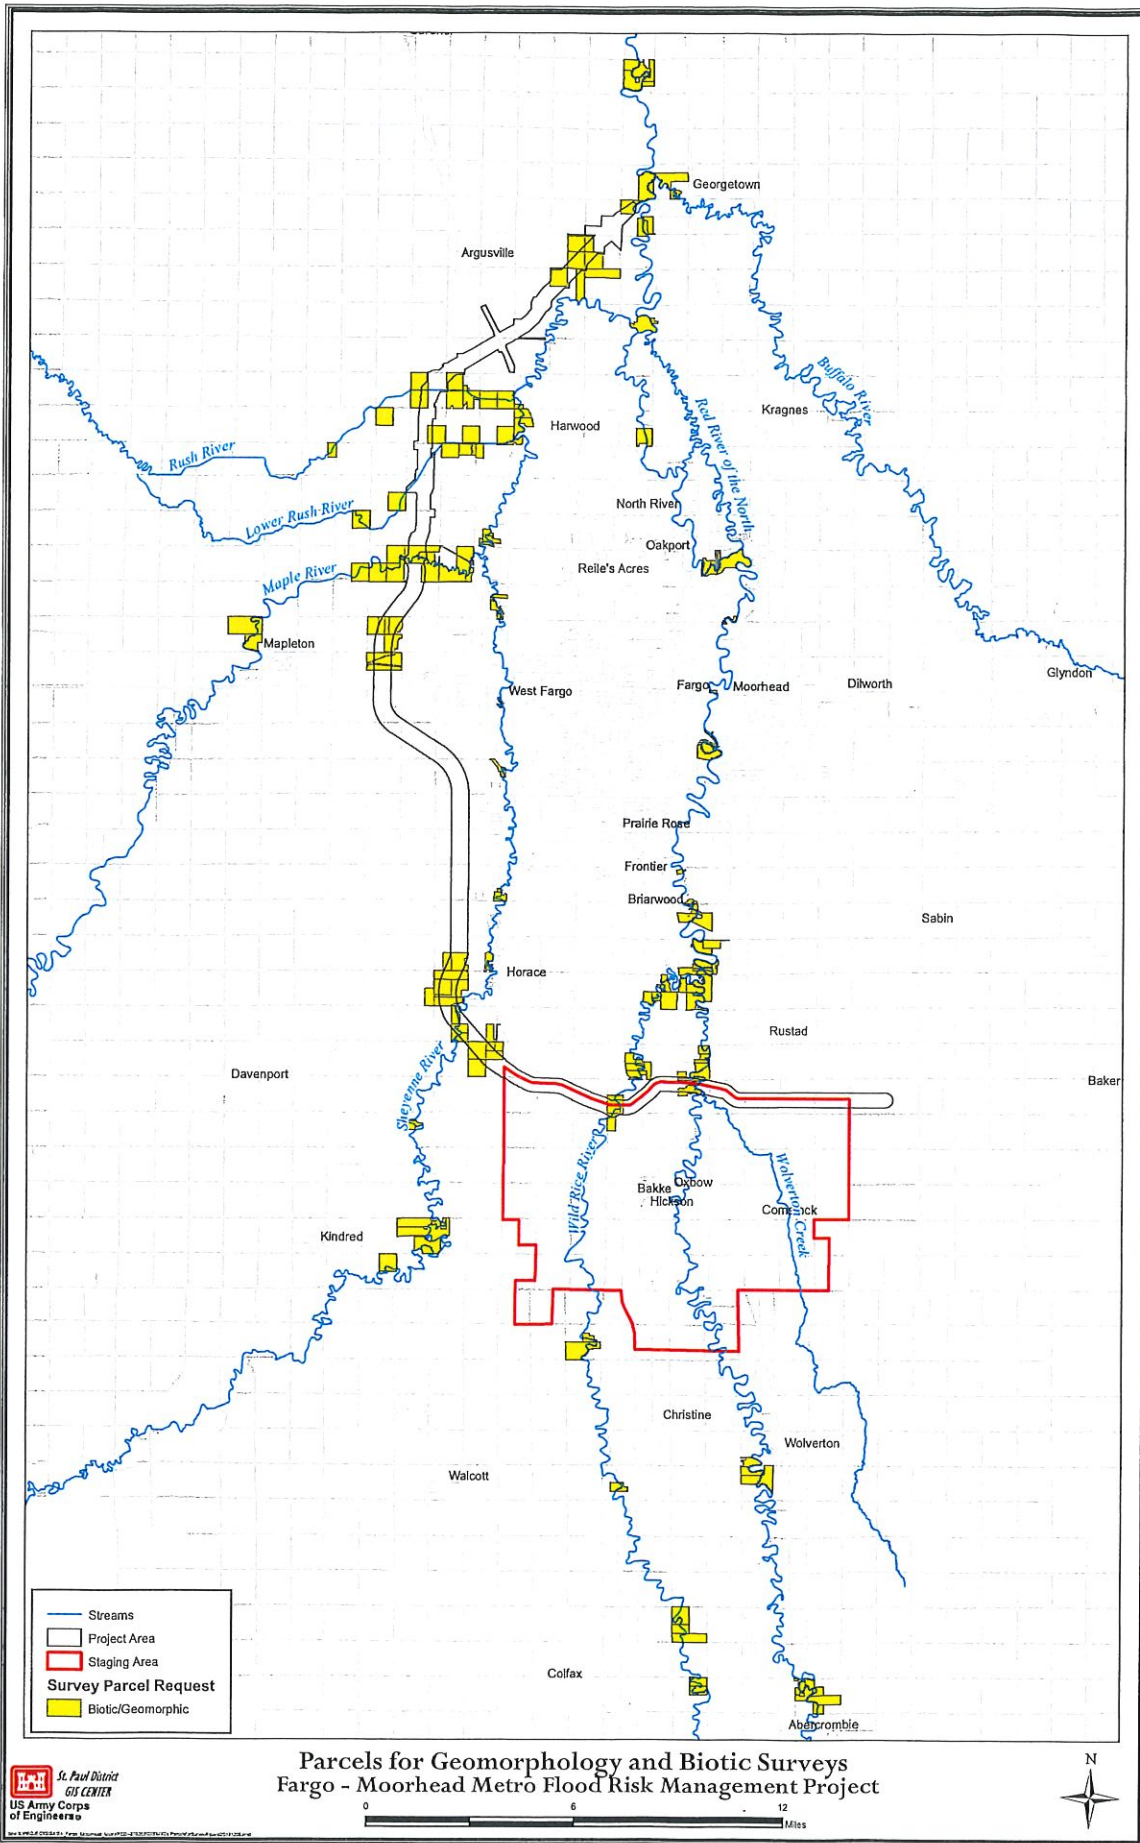 Georgetown
Argusville
Buffalo River
Kragnes
Red River of the North
Harwood
Rush River
North River
Lower Rush River
Oakport
Reile's Acres
Maple River
Mapleton
Glyndon
West Fargo
Fargo
Moorhead
Dilworth
Prairie Rose
Frontier
Briarwood
Sabin
Horace
Rustad
Davenport
Baker
Sheyenne River
Wild Rice River
Wolverton Creek
Bakke
Oxbow
Hickson
Kindred
Christine
Wolverton
Walcott
Colfax
Abercrombie
Streams
Project Area
Staging Area
Survey Parcel Request
Biotic/Geomorphic
Parcels for Geomorphology and Biotic Surveys
Fargo - Moorhead Metro Flood Risk Management Project
St. Paul District
GIS CENTER
US Army Corps
of Engineers®
0 6 12
Miles
N